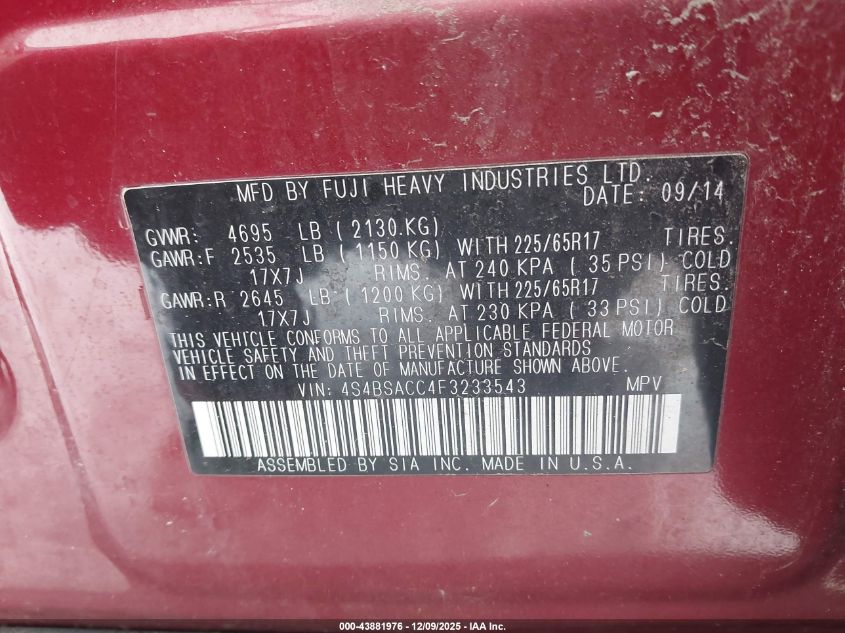 MFD BY FUJI HEAVY INDUSTRIES LTD.
DATE: 09/14
GVWR: 4695 LB ( 2130.KG)
GAWR:F 2535 LB ( 1150 KG) WITH 225/65R17 TIRES.
17X7J RIMS. AT 240 KPA ( 35 PSI) COLD
GAWR:R 2645 LB ( 1200 KG) WITH 225/65R17 TIRES.
17X7J RIMS. AT 230 KPA ( 33 PSI) COLD
THIS VEHICLE CONFORMS TO ALL APPLICABLE FEDERAL MOTOR
VEHICLE SAFETY AND THEFT PREVENTION STANDARDS
IN EFFECT ON THE DATE OF MANUFACTURE SHOWN ABOVE.
VIN: 4S4BSACC4F3233543 MPV
ASSEMBLED BY SIA INC. MADE IN U.S.A.
000-43881976 | 12/09/2025 - IAA Inc.